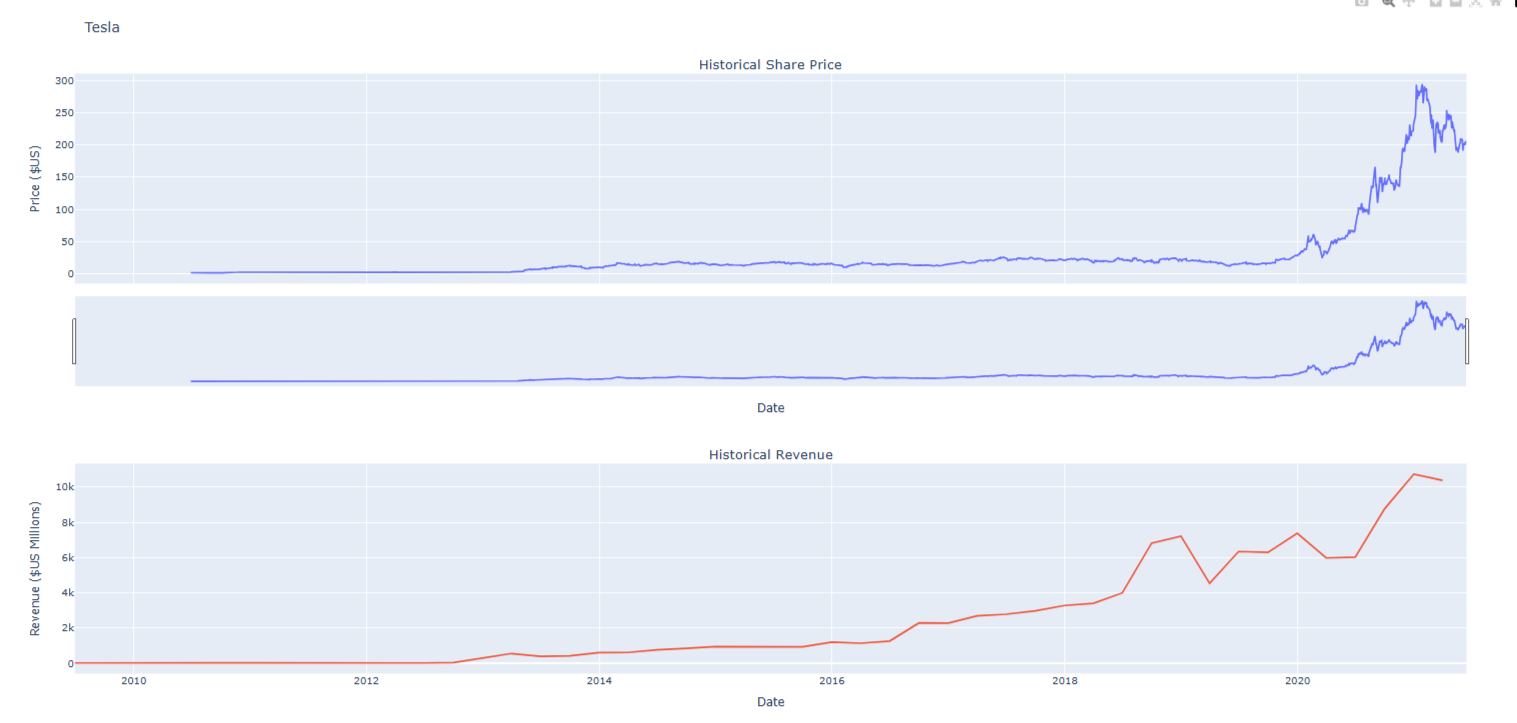 Tesla
Historical Share Price
Price ($US)
300
250
200
150
100
50
0
Date
Historical Revenue
Revenue ($US Millions)
10k
8k
6k
4k
2k
0
2010 2012 2014 2016 2018 2020
Date